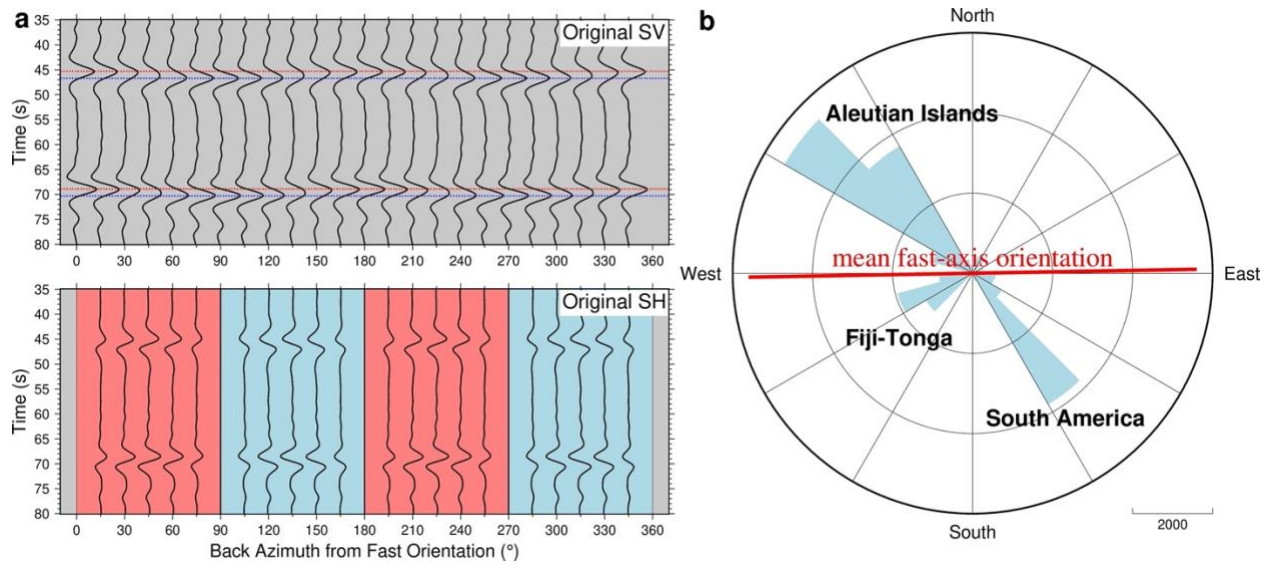 a
Original SV
35
40
45
50
55
60
65
70
75
80
Time (s)
0 30 60 90 120 150 180 210 240 270 300 330 360
Original SH
35
40
45
50
55
60
65
70
75
80
Time (s)
0 30 60 90 120 150 180 210 240 270 300 330 360
Back Azimuth from Fast Orientation (°)
b
North
Aleutian Islands
mean fast-axis orientation
West
East
Fiji-Tonga
South America
South
2000